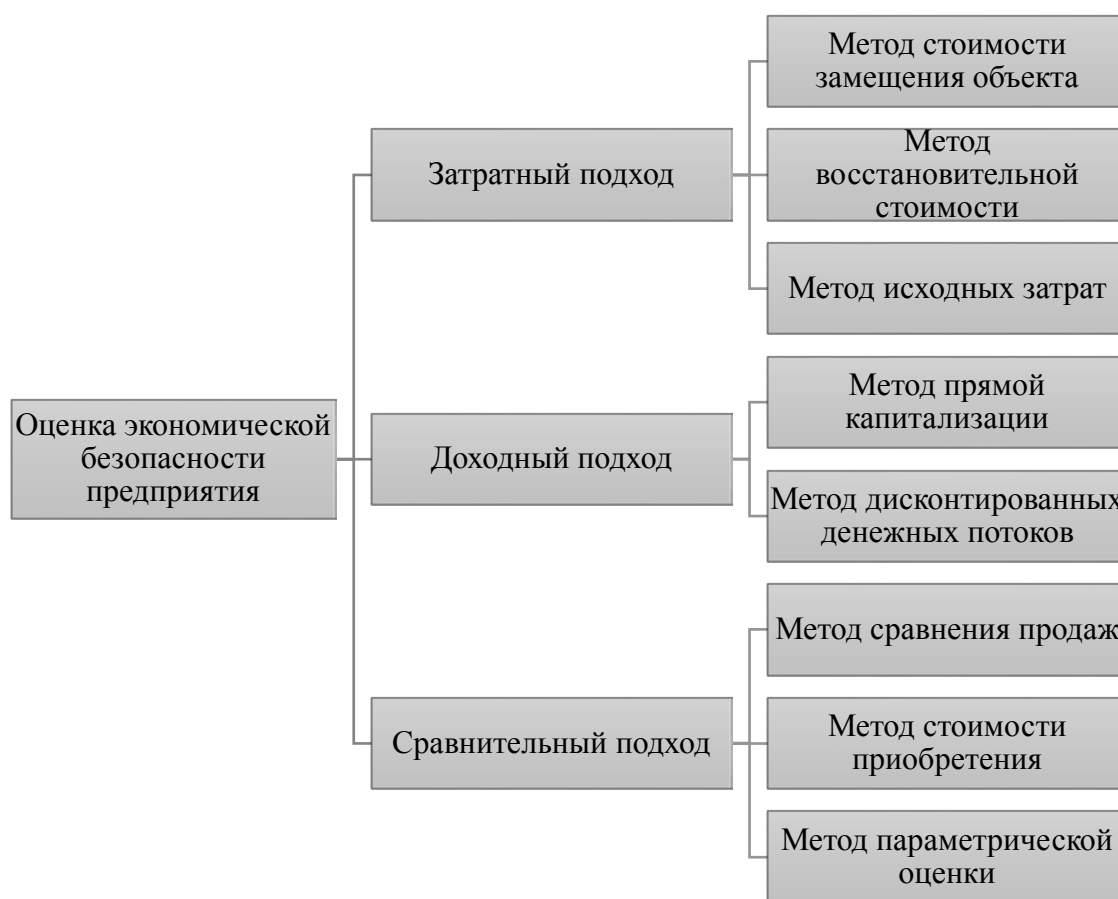 Оценка экономической
безопасности
предприятия
Затратный подход
Метод стоимости
замещения объекта
Метод
восстановительной
стоимости
Метод исходных затрат
Доходный подход
Метод прямой
капитализации
Метод дисконтированных
денежных потоков
Сравнительный подход
Метод сравнения продаж
Метод стоимости
приобретения
Метод параметрической
оценки